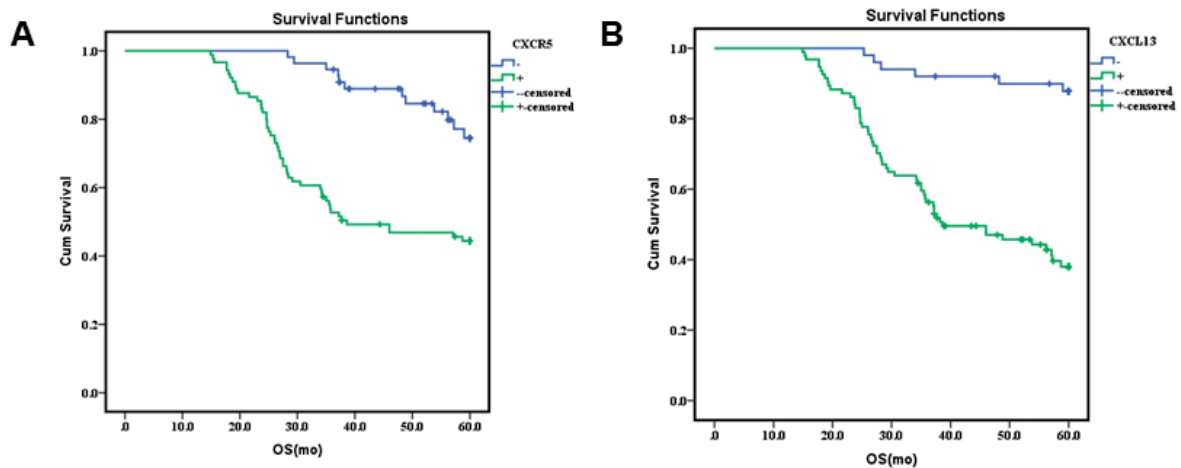 A
Survival Functions
CXCR5
-
+
--censored
+-censored
1.0
0.8
0.6
0.4
0.2
0.0
Cum Survival
.0 10.0 20.0 30.0 40.0 50.0 60.0
OS(mo)
B
Survival Functions
CXCL13
-
+
--censored
+-censored
1.0
0.8
0.6
0.4
0.2
0.0
Cum Survival
.0 10.0 20.0 30.0 40.0 50.0 60.0
OS(mo)